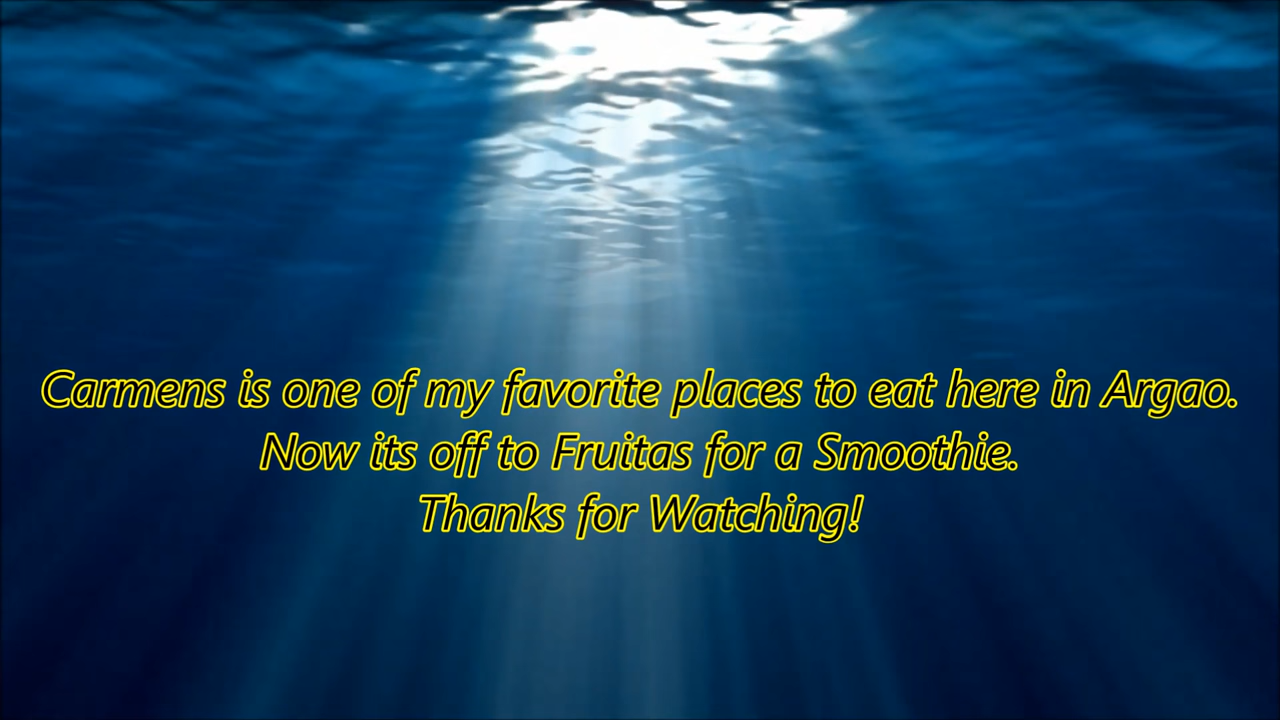 Carmens is one of my favorite places to eat here in Argao.
Now its off to Fruitas for a Smoothie.
Thanks for Watching!